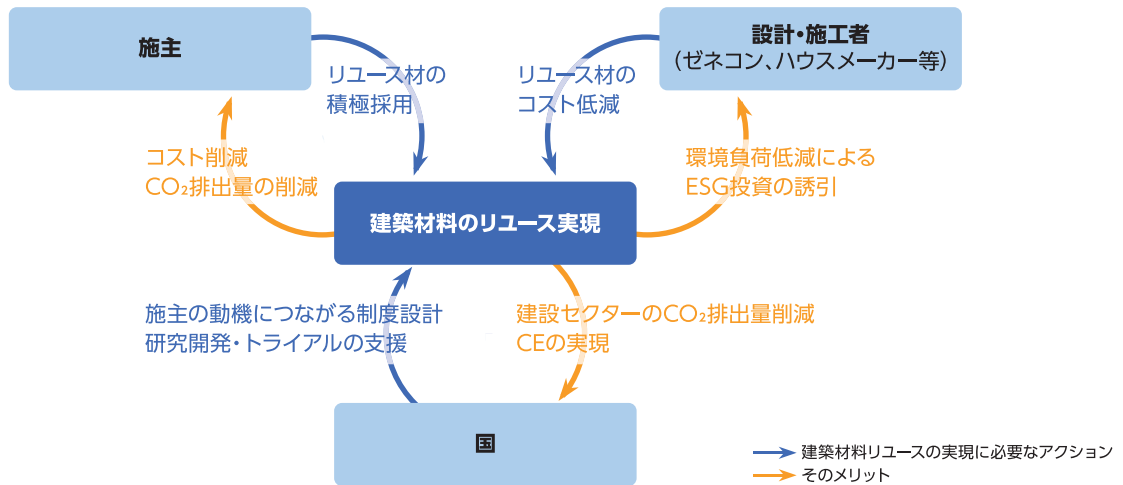 施主
設計・施工者
（ゼネコン、ハウスメーカー等）
リユース材の
積極採用
リユース材の
コスト低減
コスト削減
CO₂排出量の削減
環境負荷低減による
ESG投資の誘引
建築材料のリユース実現
施主の動機につながる制度設計
研究開発・トライアルの支援
建設セクターのCO₂排出量削減
CEの実現
国
建築材料リユースの実現に必要なアクション
そのメリット